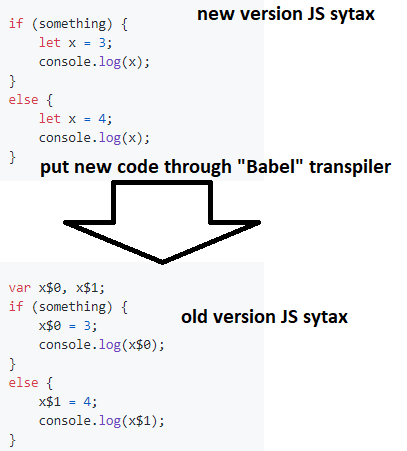 new version JS sytax
if (something) {
    let x = 3;
    console.log(x);
}
else {
    let x = 4;
    console.log(x);
}
put new code through "Babel" transpiler
var x$0, x$1;
if (something) {
    x$0 = 3;
old version JS sytax
    console.log(x$0);
}
else {
    x$1 = 4;
    console.log(x$1);
}